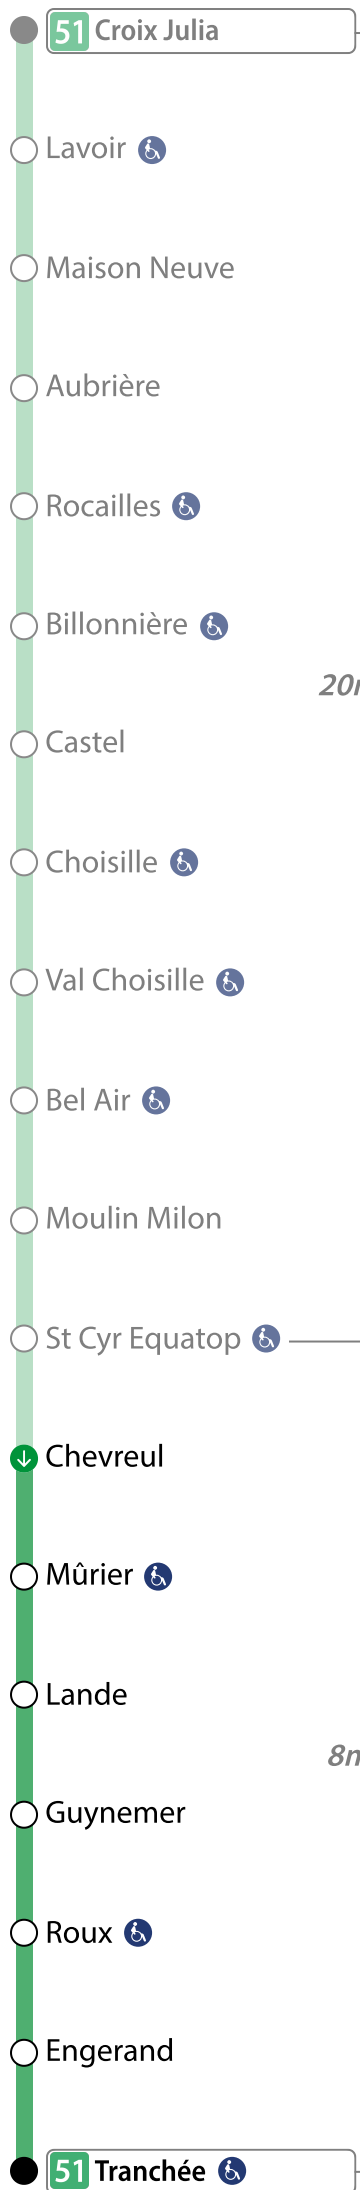 51 Croix Julia
Lavoir
Maison Neuve
Aubrière
Rocailles
Billonnière
Castel
Choisille
Val Choisille
Bel Air
Moulin Milon
St Cyr Equatop
Chevreul
Mûrier
Lande
Guynemer
Roux
Engerand
51 Tranchée